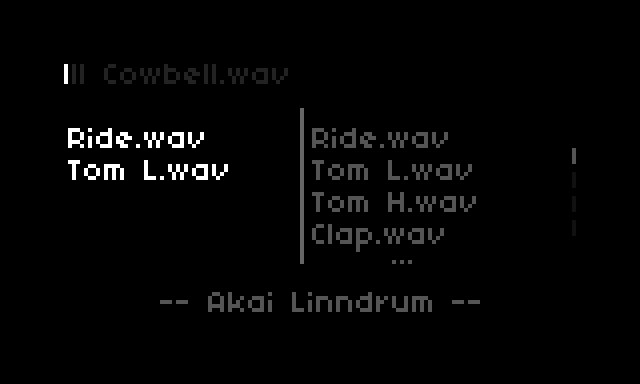 Cowbell.wav
Ride.wav
Tom L.wav
Ride.wav
Tom L.wav
Tom H.wav
Clap.wav
...
-- Akai Linndrum --